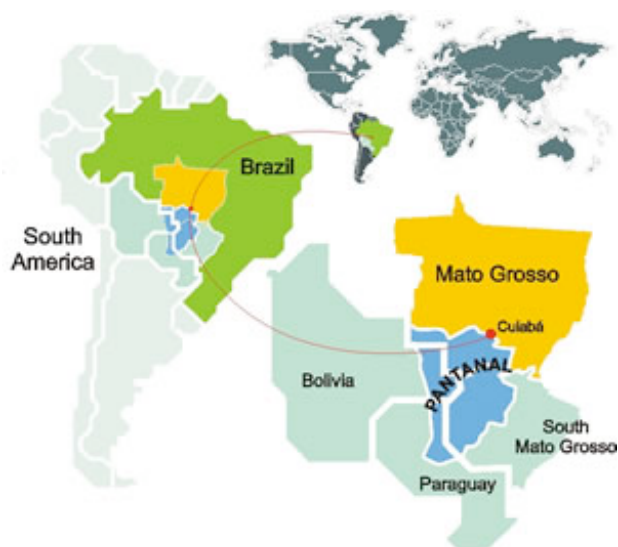 Brazil
South
America
Mato Grosso
Cuiabá
Bolivia
PANTANAL
South
Mato Grosso
Paraguay